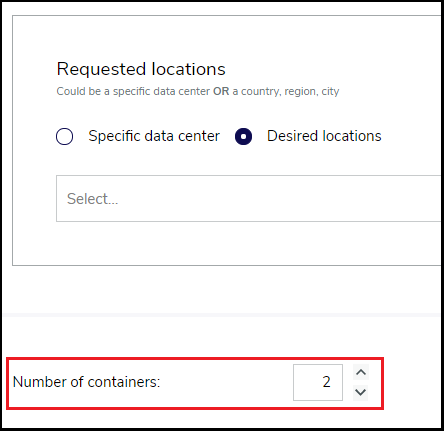 Requested locations
Could be a specific data center OR a country, region, city
Specific data center Desired locations
Select...
Number of containers: 2